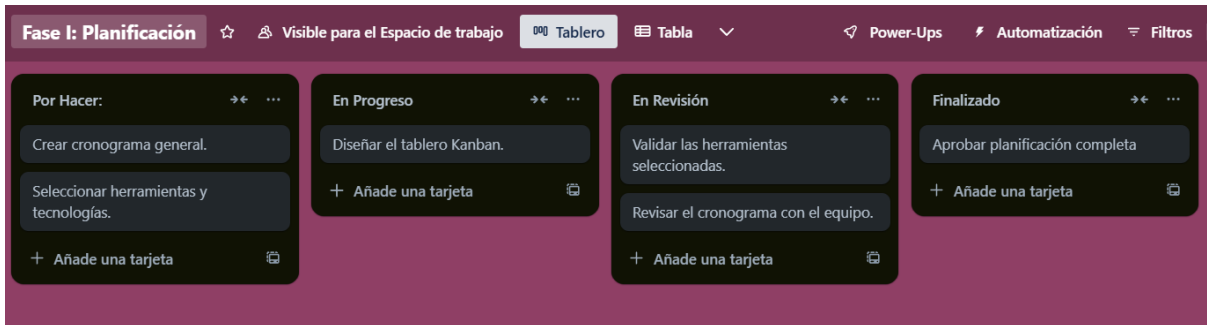 Fase I: Planificación Visible para el Espacio de trabajo Tablero Tabla Power-Ups Automatización Filtros
Por Hacer:
Crear cronograma general.
Seleccionar herramientas y
tecnologías.
+ Añade una tarjeta
En Progreso
Diseñar el tablero Kanban.
+ Añade una tarjeta
En Revisión
Validar las herramientas
seleccionadas.
Revisar el cronograma con el equipo.
+ Añade una tarjeta
Finalizado
Aprobar planificación completa
+ Añade una tarjeta